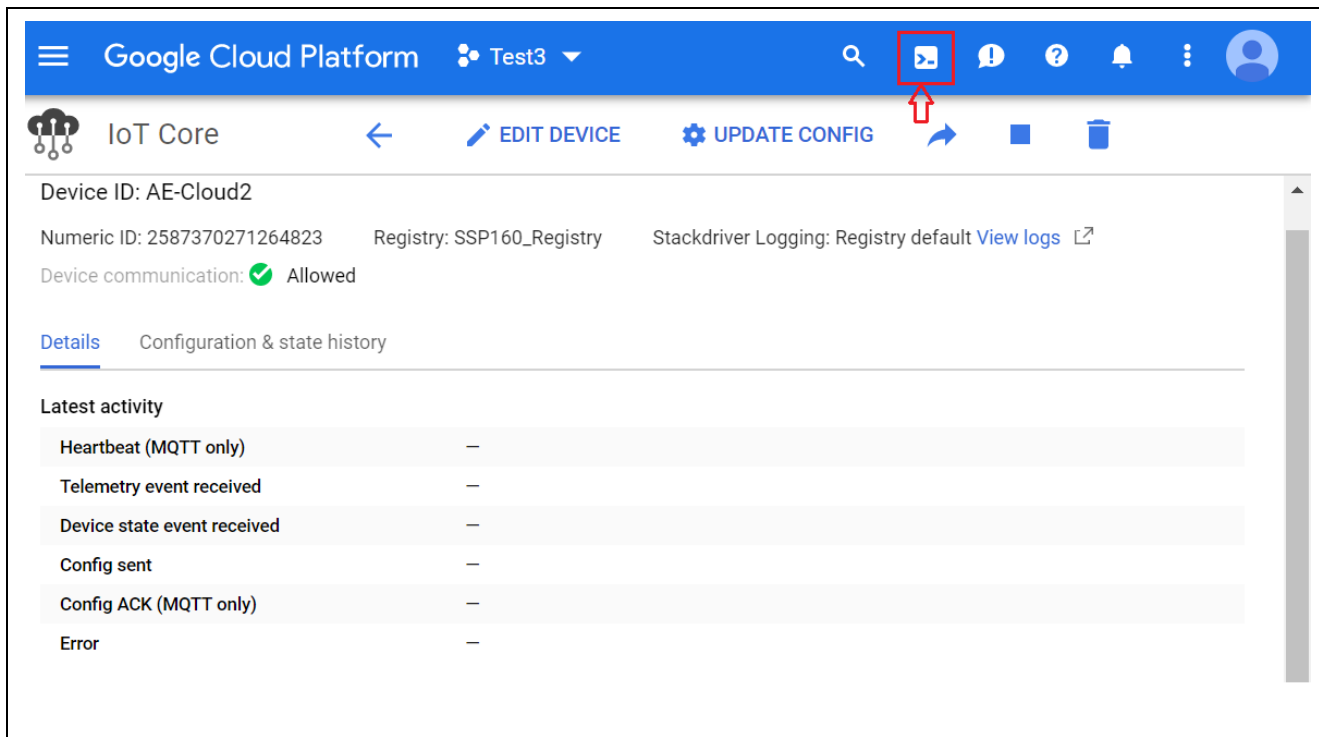 Google Cloud Platform Test3
IoT Core EDIT DEVICE UPDATE CONFIG
Device ID: AE-Cloud2
Numeric ID: 2587370271264823 Registry: SSP160_Registry Stackdriver Logging: Registry default View logs
Device communication: Allowed
Details Configuration & state history
Latest activity
Heartbeat (MQTT only) —
Telemetry event received —
Device state event received —
Config sent —
Config ACK (MQTT only) —
Error —